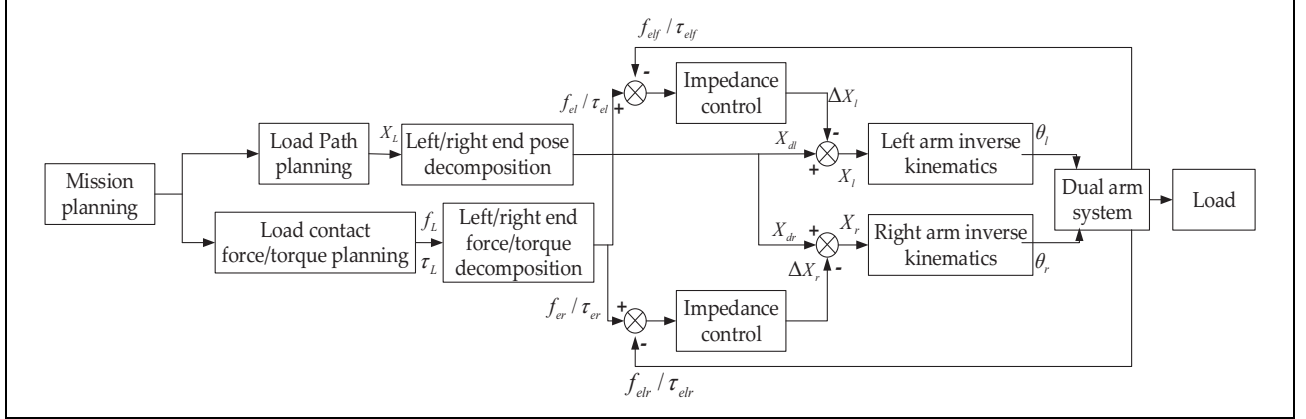 f_elf / τ_elf
-
Impedance
control
f_el / τ_el
+
ΔX_l
-
Load Path
planning
X_L
Left/right end pose
decomposition
X_dl
+
X_l
Left arm inverse
kinematics
θ_l
Mission
planning
Dual arm
system
Load
Load contact
force/torque planning
f_L
τ_L
Left/right end
force/torque
decomposition
X_dr
+
X_r
-
Right arm inverse
kinematics
θ_r
ΔX_r
f_er / τ_er
+
-
Impedance
control
f_elr / τ_elr